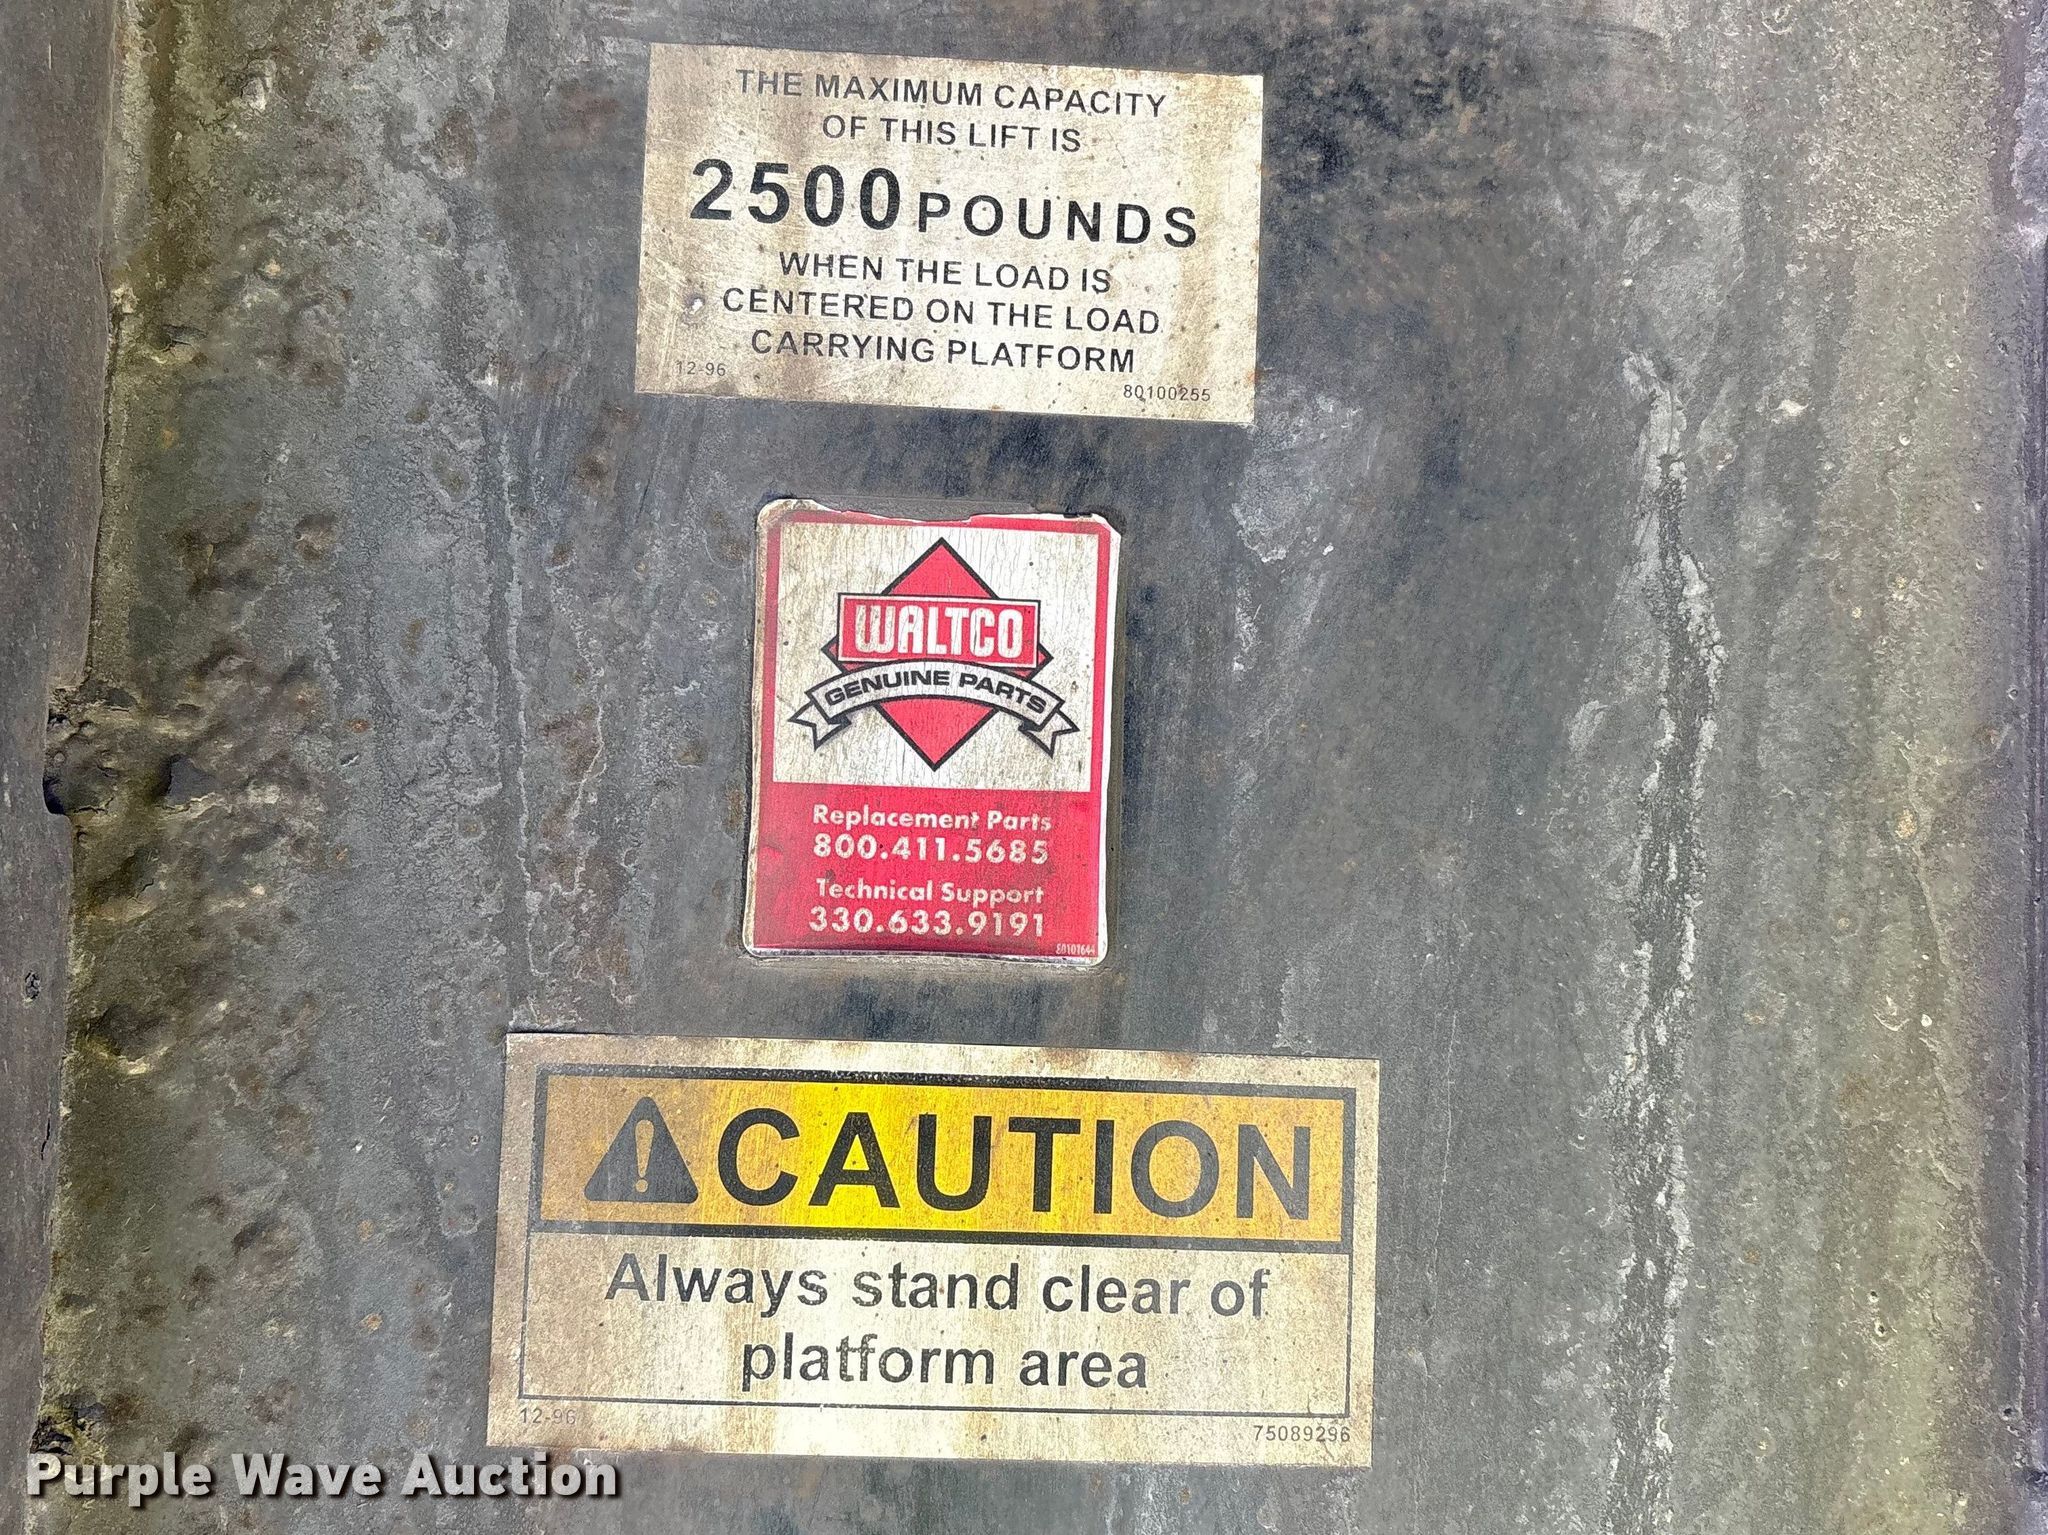 THE MAXIMUM CAPACITY
OF THIS LIFT IS
2500 POUNDS
WHEN THE LOAD IS
CENTERED ON THE LOAD
CARRYING PLATFORM
12-96
80100255
WALTCO
GENUINE PARTS
Replacement Parts
800.411.5685
Technical Support
330.633.9191
80101644
CAUTION
Always stand clear of
platform area
12-96
75089296
Purple Wave Auction